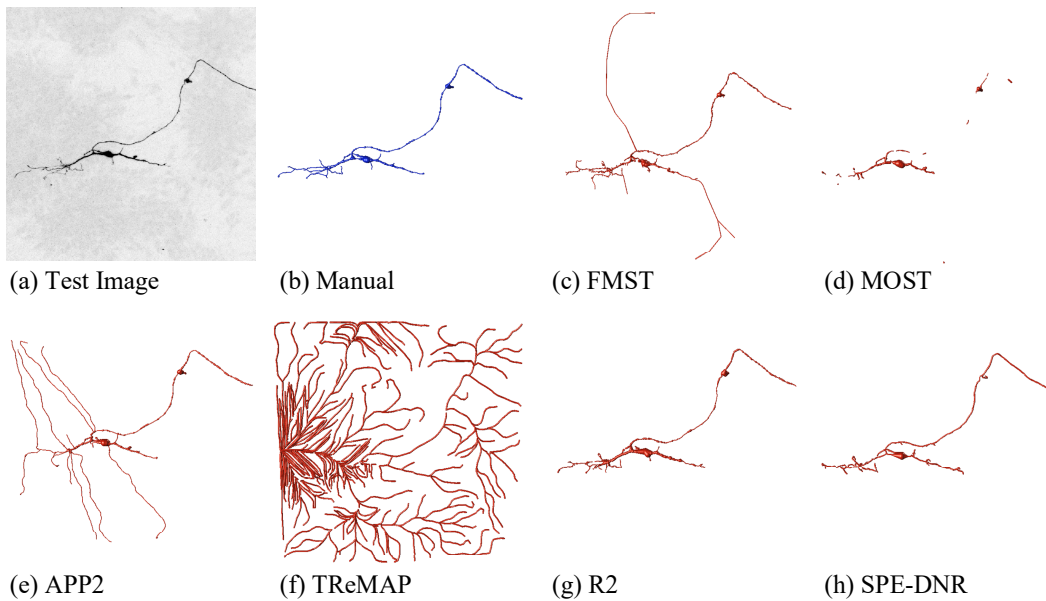 (a) Test Image
(b) Manual
(c) FMST
(d) MOST
(e) APP2
(f) TReMAP
(g) R2
(h) SPE-DNR